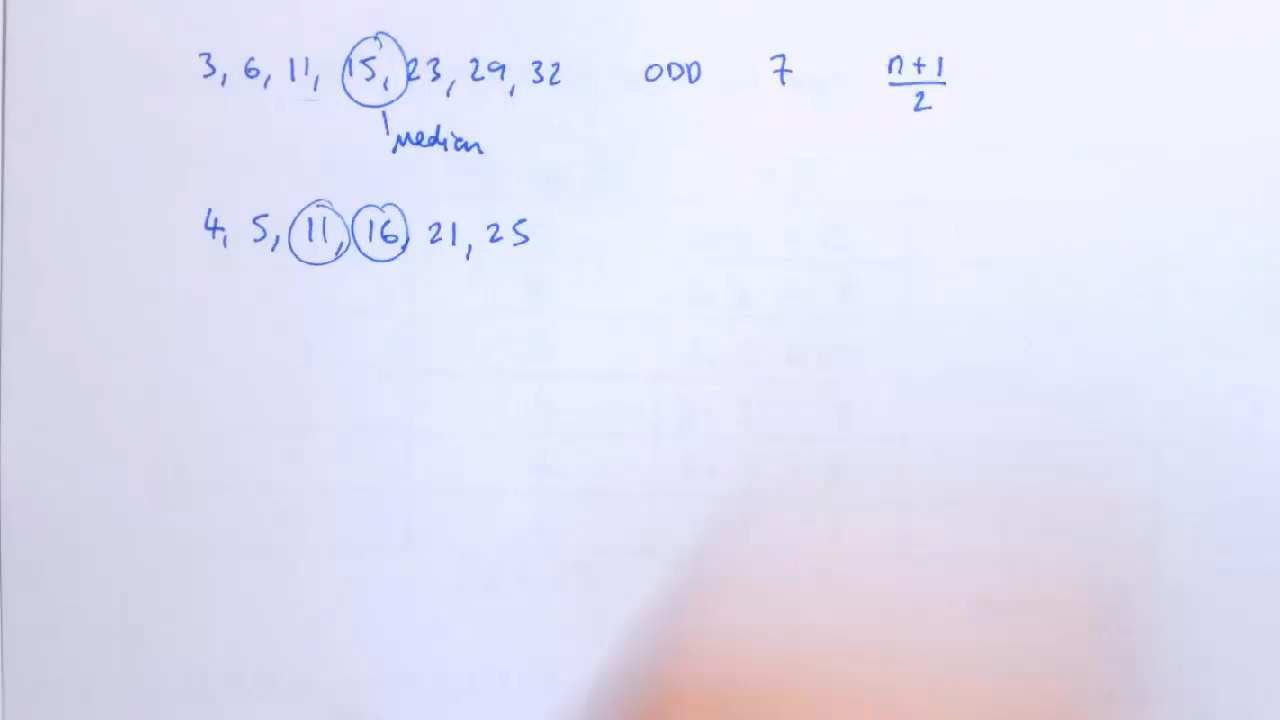 3, 6, 11, 15, 23, 29, 32 ODD 7 n+1
2
median
4, 5, 11, 16, 21, 25